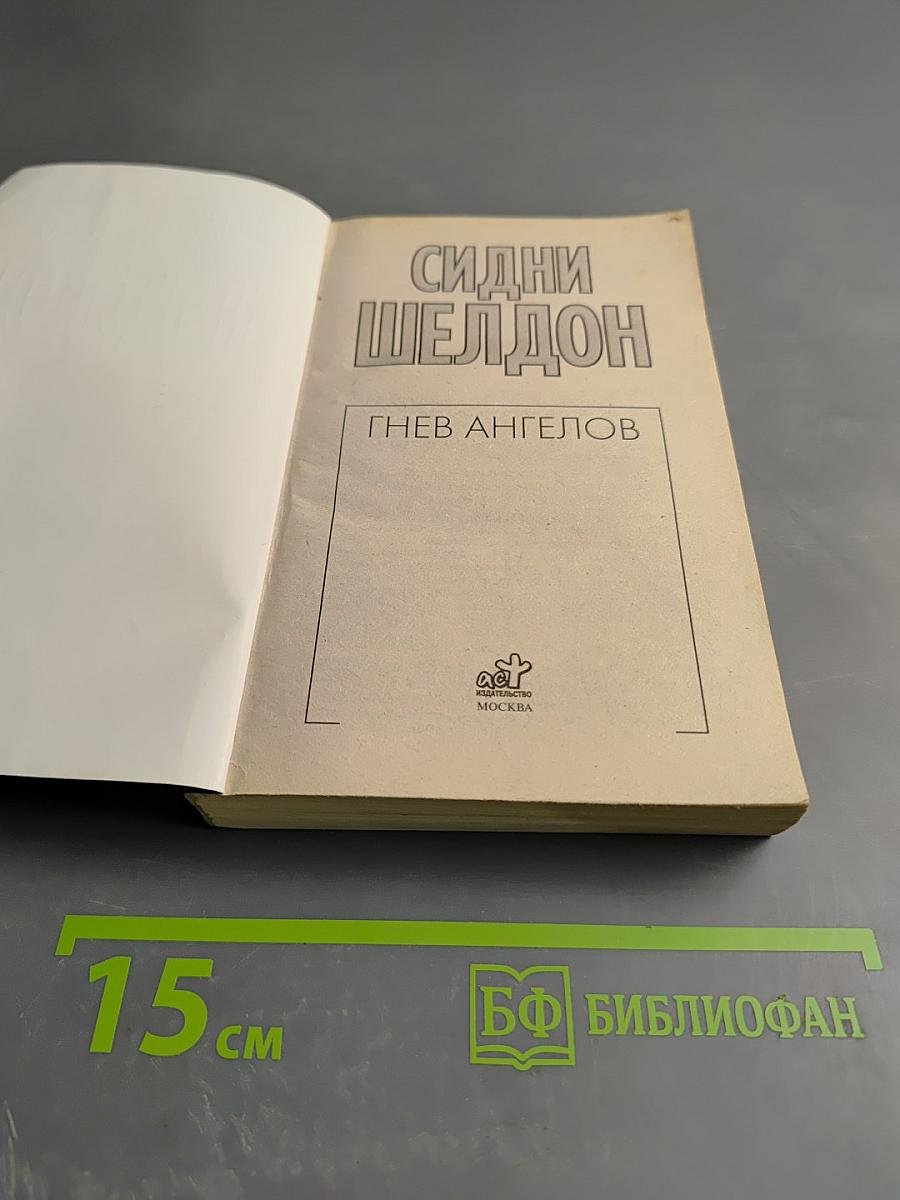 СИДНИ
ШЕЛДОН
ГНЕВ АНГЕЛОВ
аст
ИЗДАТЕЛЬСТВО
МОСКВА
15 см
БФ БИБЛИОФАН